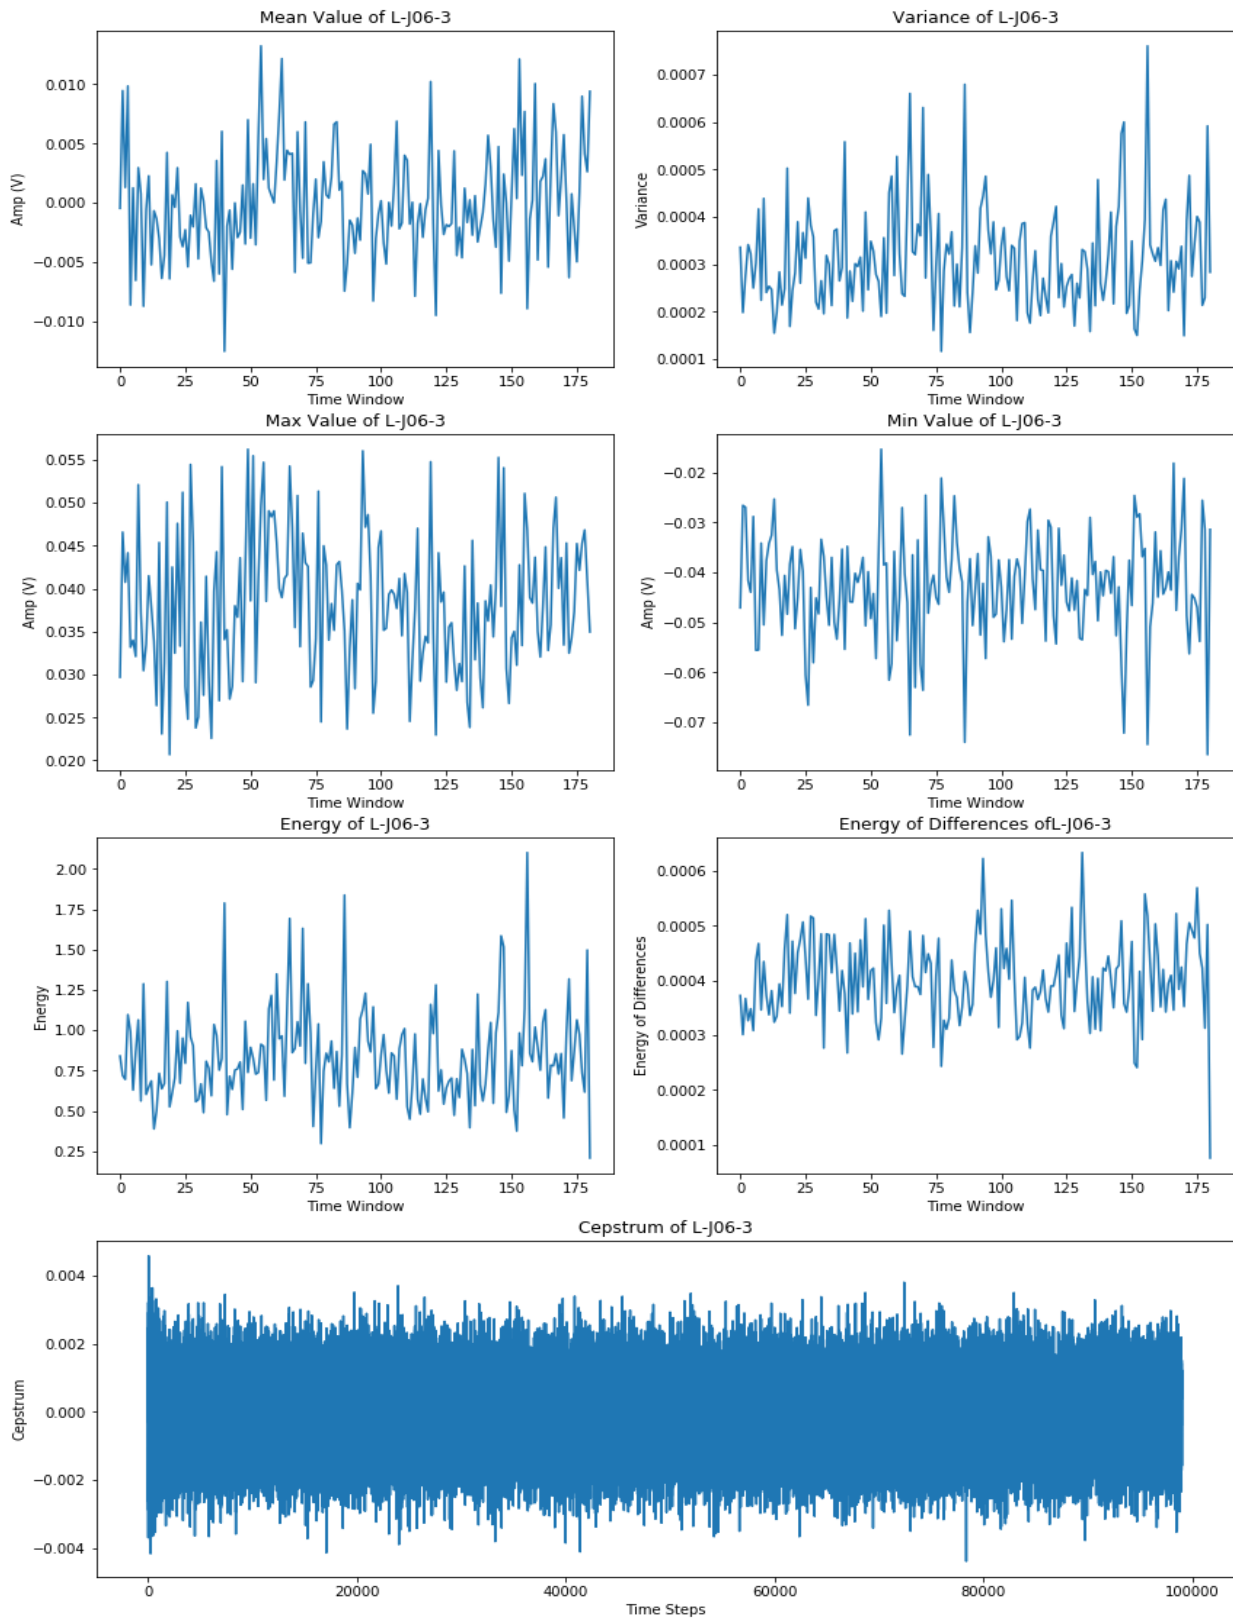 Mean Value of L-J06-3
Amp (V)
0.010
0.005
0.000
−0.005
−0.010
0 25 50 75 100 125 150 175
Time Window
Variance of L-J06-3
Variance
0.0007
0.0006
0.0005
0.0004
0.0003
0.0002
0.0001
0 25 50 75 100 125 150 175
Time Window
Max Value of L-J06-3
Amp (V)
0.055
0.050
0.045
0.040
0.035
0.030
0.025
0.020
0 25 50 75 100 125 150 175
Time Window
Min Value of L-J06-3
Amp (V)
−0.02
−0.03
−0.04
−0.05
−0.06
−0.07
0 25 50 75 100 125 150 175
Time Window
Energy of L-J06-3
Energy
2.00
1.75
1.50
1.25
1.00
0.75
0.50
0.25
0 25 50 75 100 125 150 175
Time Window
Energy of Differences ofL-J06-3
Energy of Differences
0.0006
0.0005
0.0004
0.0003
0.0002
0.0001
0 25 50 75 100 125 150 175
Time Window
Cepstrum of L-J06-3
Cepstrum
0.004
0.002
0.000
−0.002
−0.004
0 20000 40000 60000 80000 100000
Time Steps